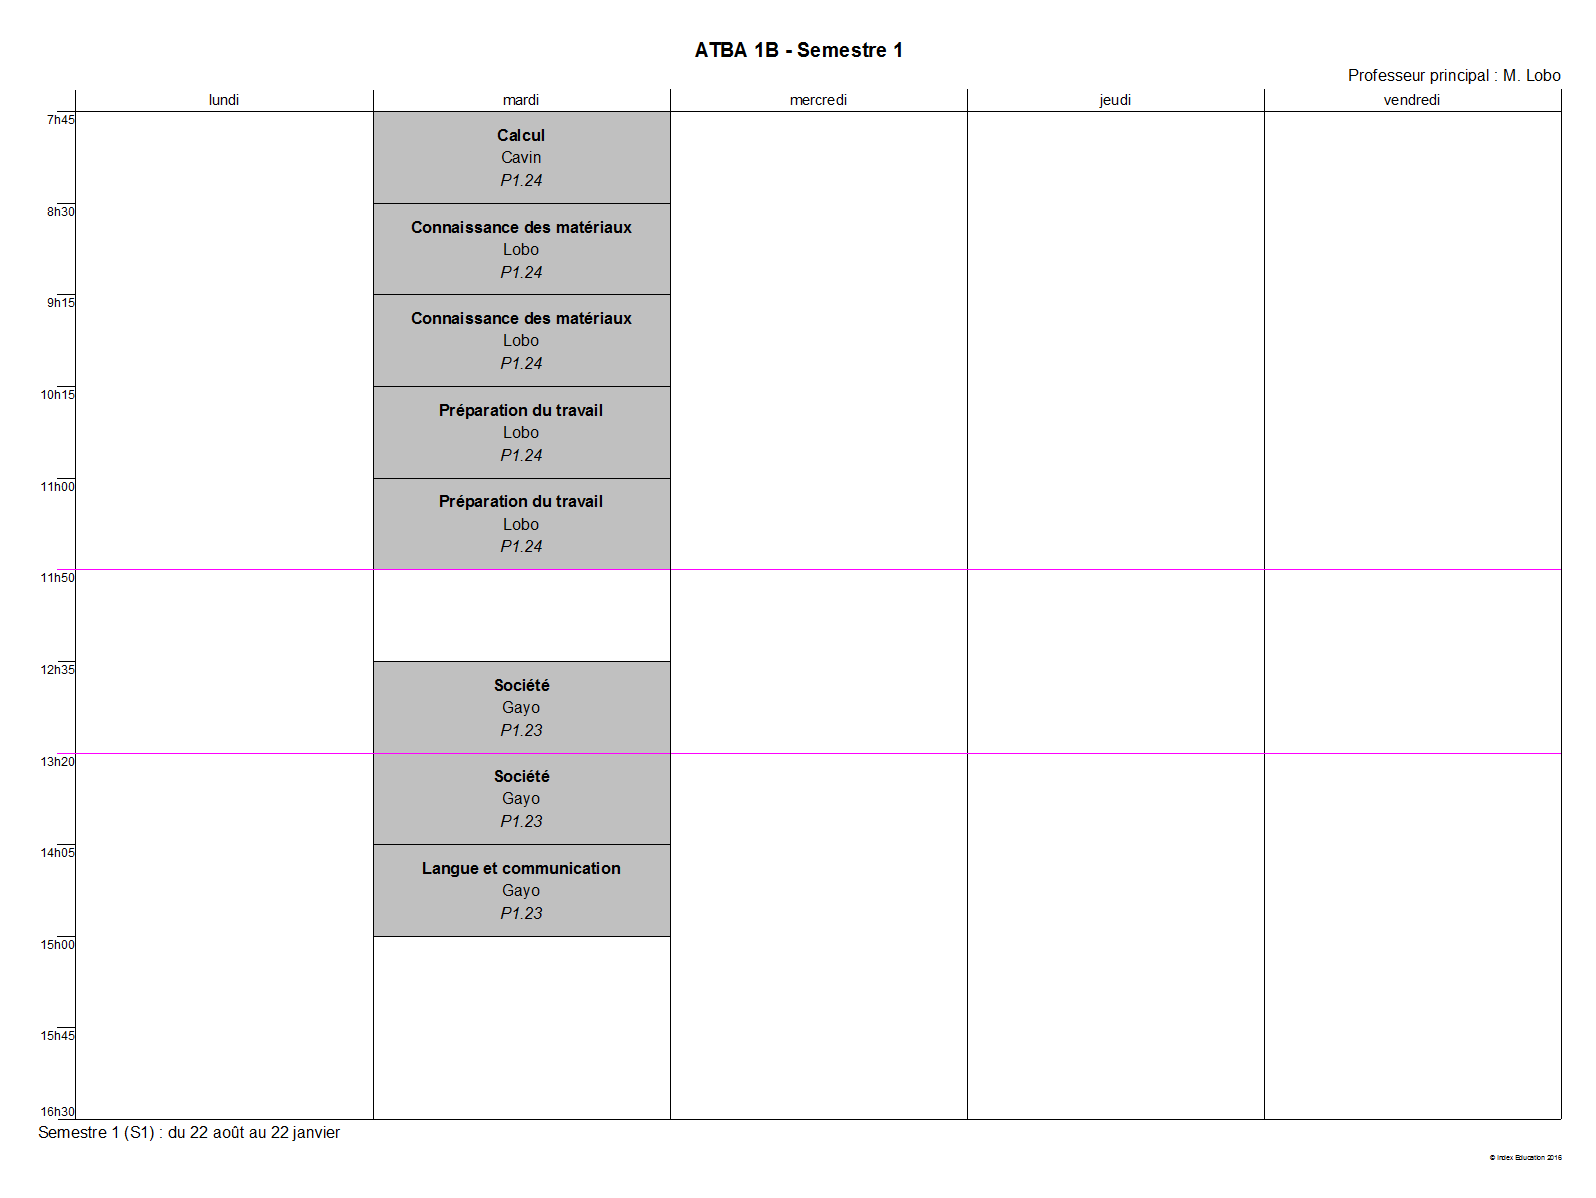 ATBA 1B - Semestre 1
Professeur principal : M. Lobo
lundi mardi mercredi jeudi vendredi
7h45
Calcul
Cavin
P1.24
8h30
Connaissance des matériaux
Lobo
P1.24
9h15
Connaissance des matériaux
Lobo
P1.24
10h15
Préparation du travail
Lobo
P1.24
11h00
Préparation du travail
Lobo
P1.24
11h50
12h35
Société
Gayo
P1.23
13h20
Société
Gayo
P1.23
14h05
Langue et communication
Gayo
P1.23
15h00
15h45
16h30
Semestre 1 (S1) : du 22 août au 22 janvier
© Index Education 2016